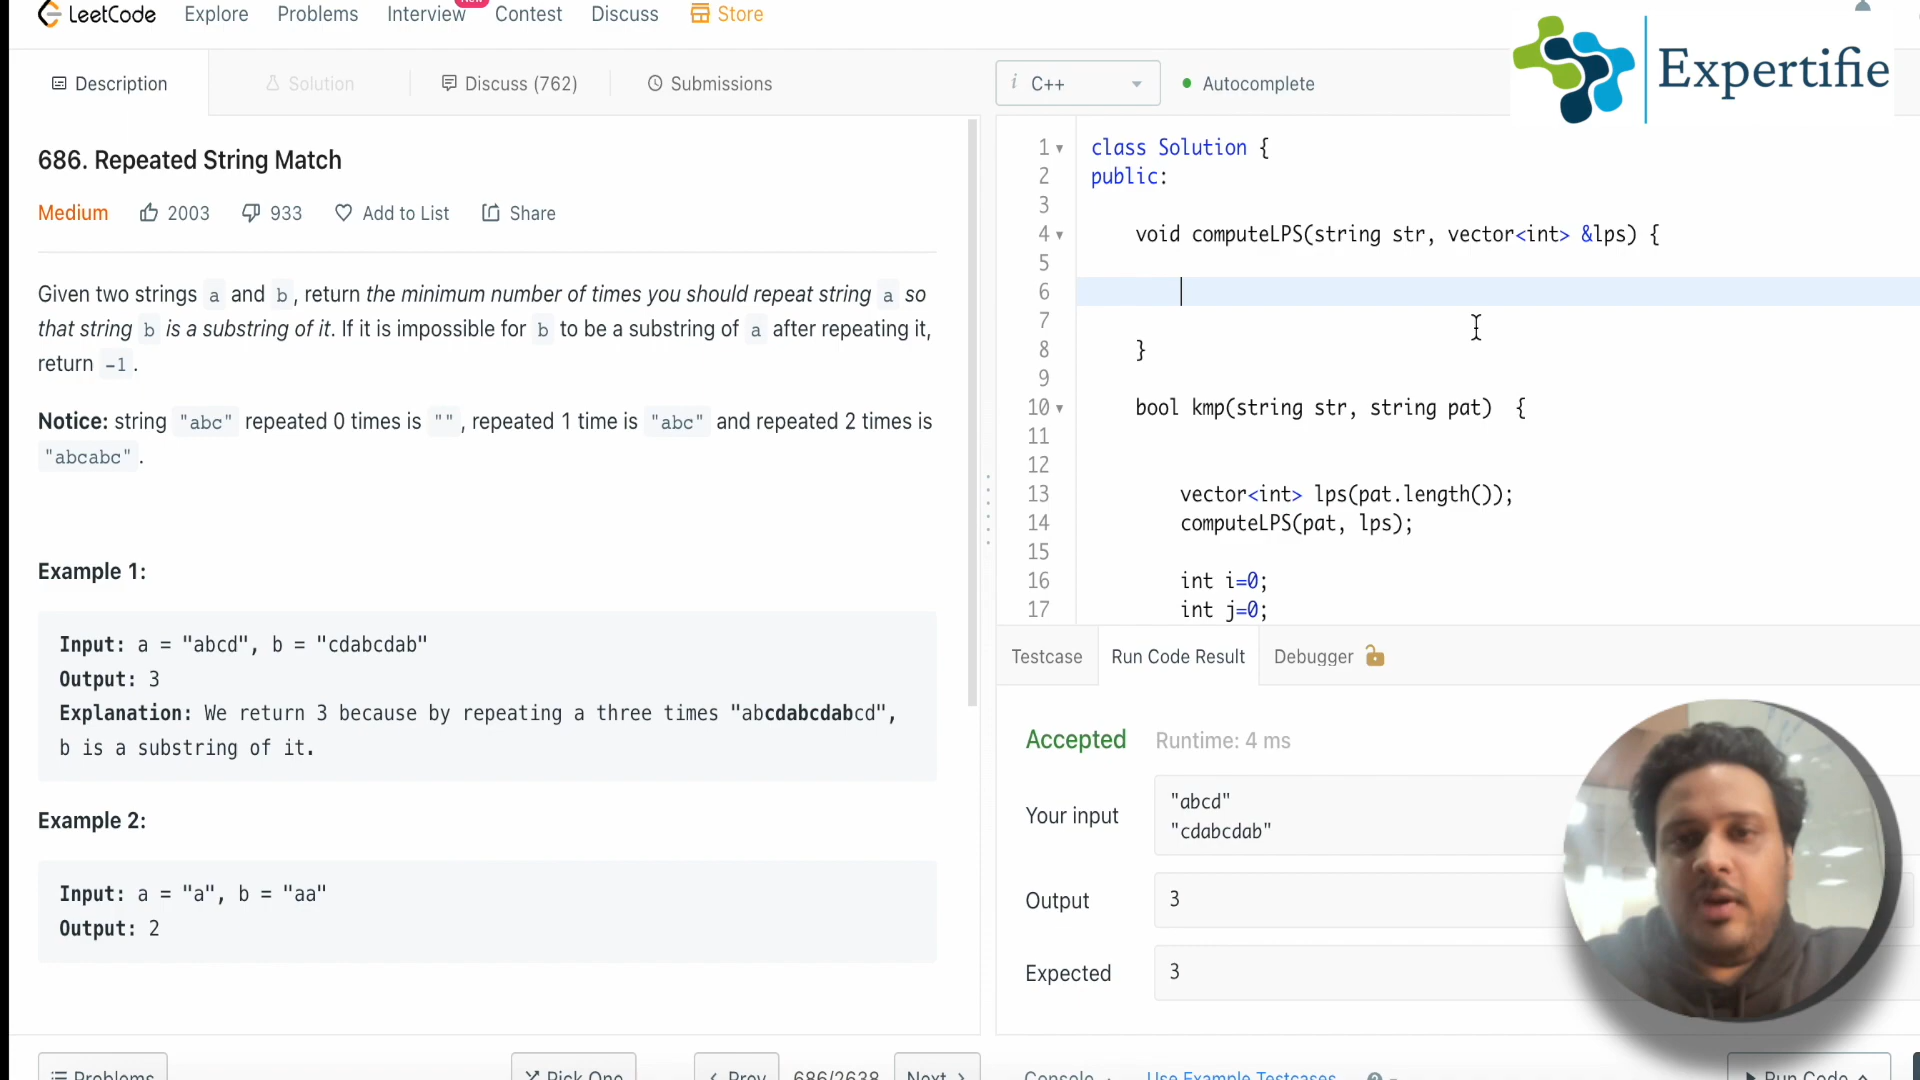 LeetCode Explore Problems Interview New Contest Discuss Store
Expertifie
Description Solution Discuss (762) Submissions
i C++ Autocomplete
686. Repeated String Match
Medium 2003 933 Add to List Share
Given two strings a and b, return the minimum number of times you should repeat string a so
that string b is a substring of it. If it is impossible for b to be a substring of a after repeating it,
return -1.
Notice: string "abc" repeated 0 times is "", repeated 1 time is "abc" and repeated 2 times is
"abcabc".
Example 1:
Input: a = "abcd", b = "cdabcdab"
Output: 3
Explanation: We return 3 because by repeating a three times "abcdabcdabcd",
b is a substring of it.
Example 2:
Input: a = "a", b = "aa"
Output: 2
Problems Pick One Prev 686/2638 Next
1 class Solution {
2 public:
3
4 void computeLPS(string str, vector<int> &lps) {
5
6
7
8 }
9
10 bool kmp(string str, string pat) {
11
12
13 vector<int> lps(pat.length());
14 computeLPS(pat, lps);
15
16 int i=0;
17 int j=0;
Testcase Run Code Result Debugger
Accepted Runtime: 4 ms
Your input
"abcd"
"cdabcdab"
Output 3
Expected 3
Console Use Example Testcases ? Run Code